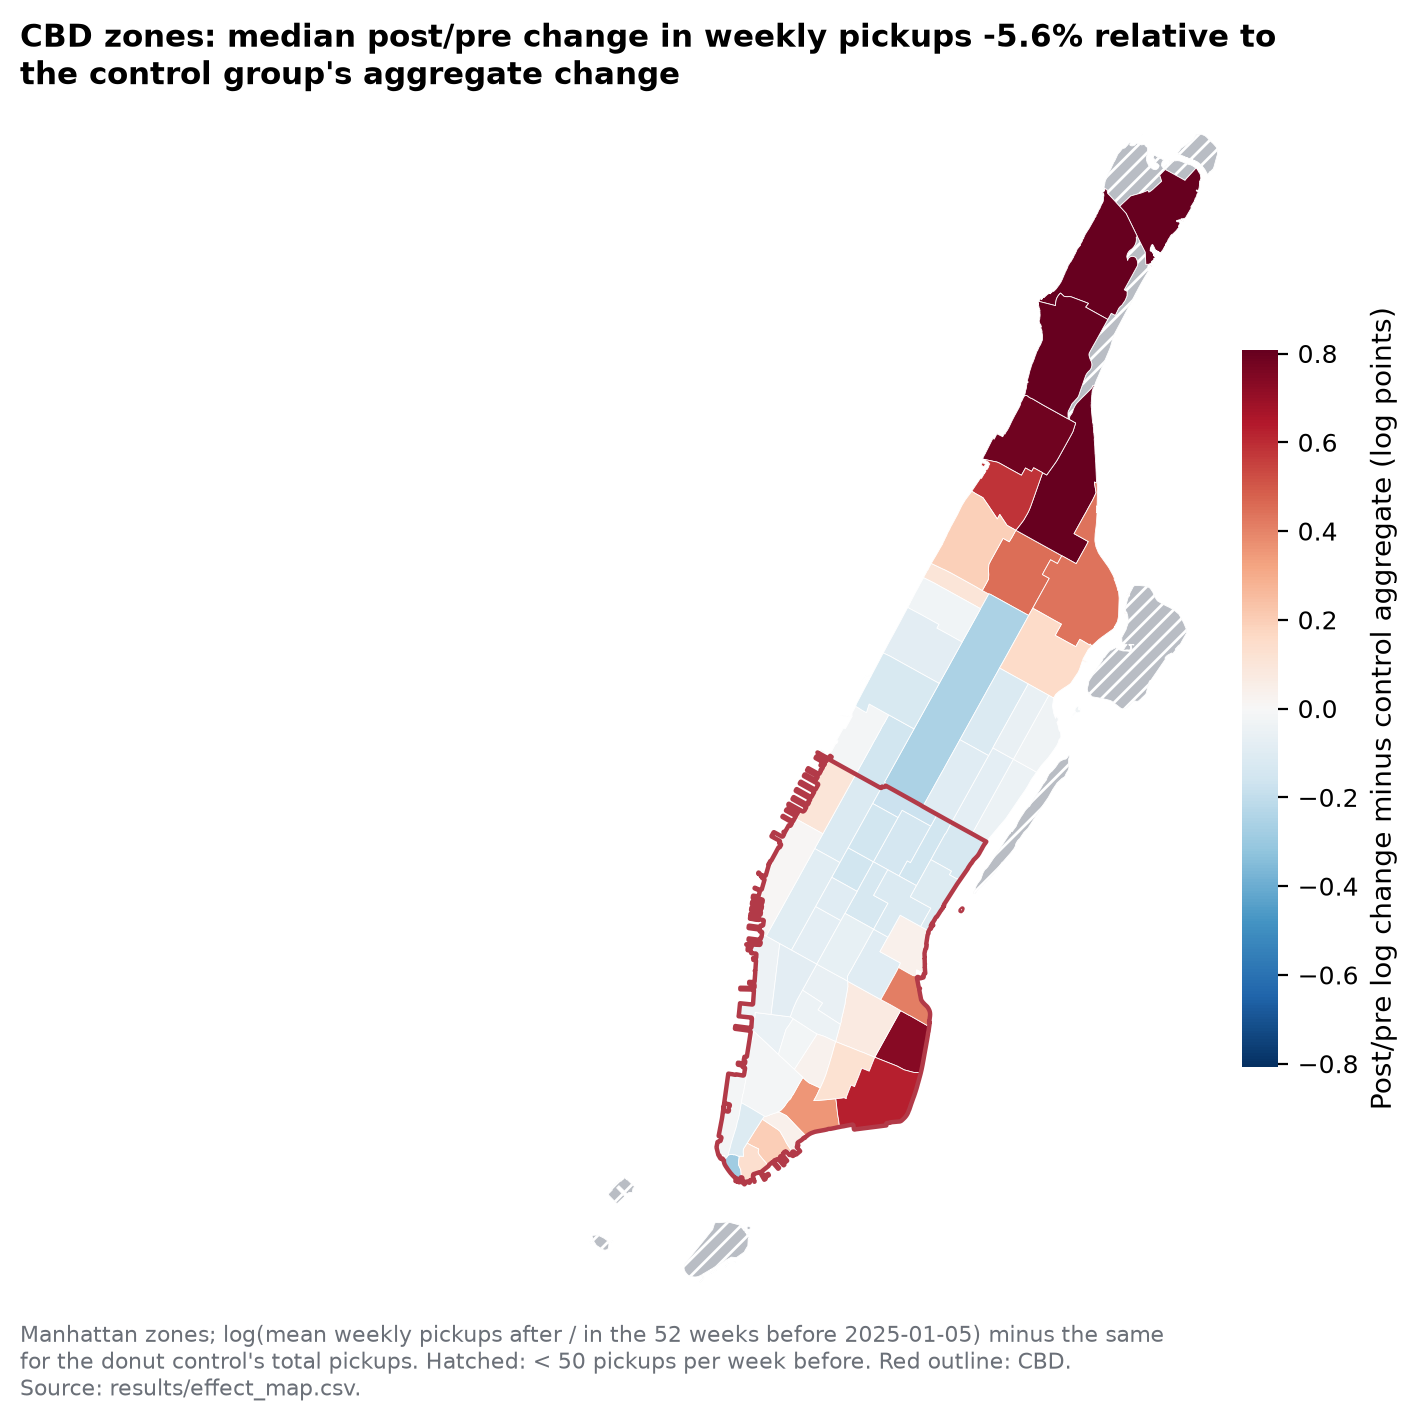 CBD zones: median post/pre change in weekly pickups -5.6% relative to
the control group's aggregate change
0.8
0.6
0.4
0.2
0.0
−0.2
−0.4
−0.6
−0.8
Post/pre log change minus control aggregate (log points)
Manhattan zones; log(mean weekly pickups after / in the 52 weeks before 2025-01-05) minus the same
for the donut control's total pickups. Hatched: < 50 pickups per week before. Red outline: CBD.
Source: results/effect_map.csv.